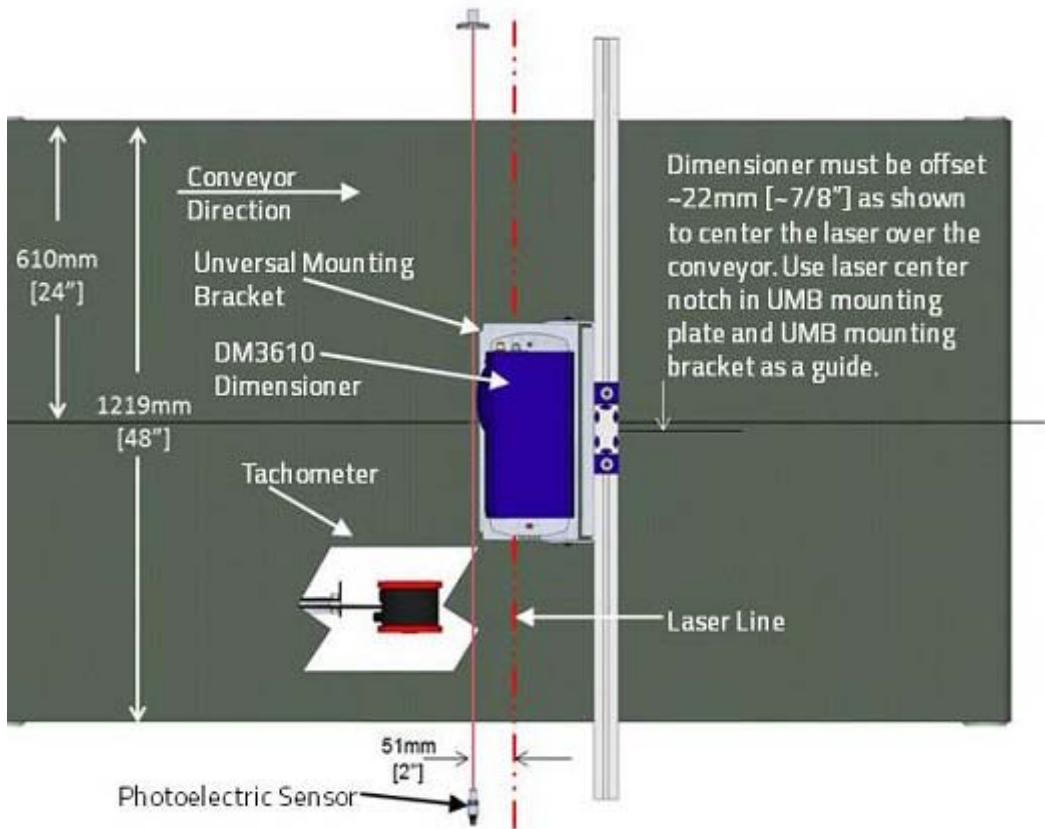 Conveyor
Direction
Dimensioner must be offset
~22mm [~7/8"] as shown
to center the laser over the
conveyor. Use laser center
notch in UMB mounting
plate and UMB mounting
bracket as a guide.
610mm
[24"]
Unversal Mounting
Bracket
DM3610
Dimensioner
1219mm
[48"]
Tachometer
Laser Line
51mm
[2"]
Photoelectric Sensor